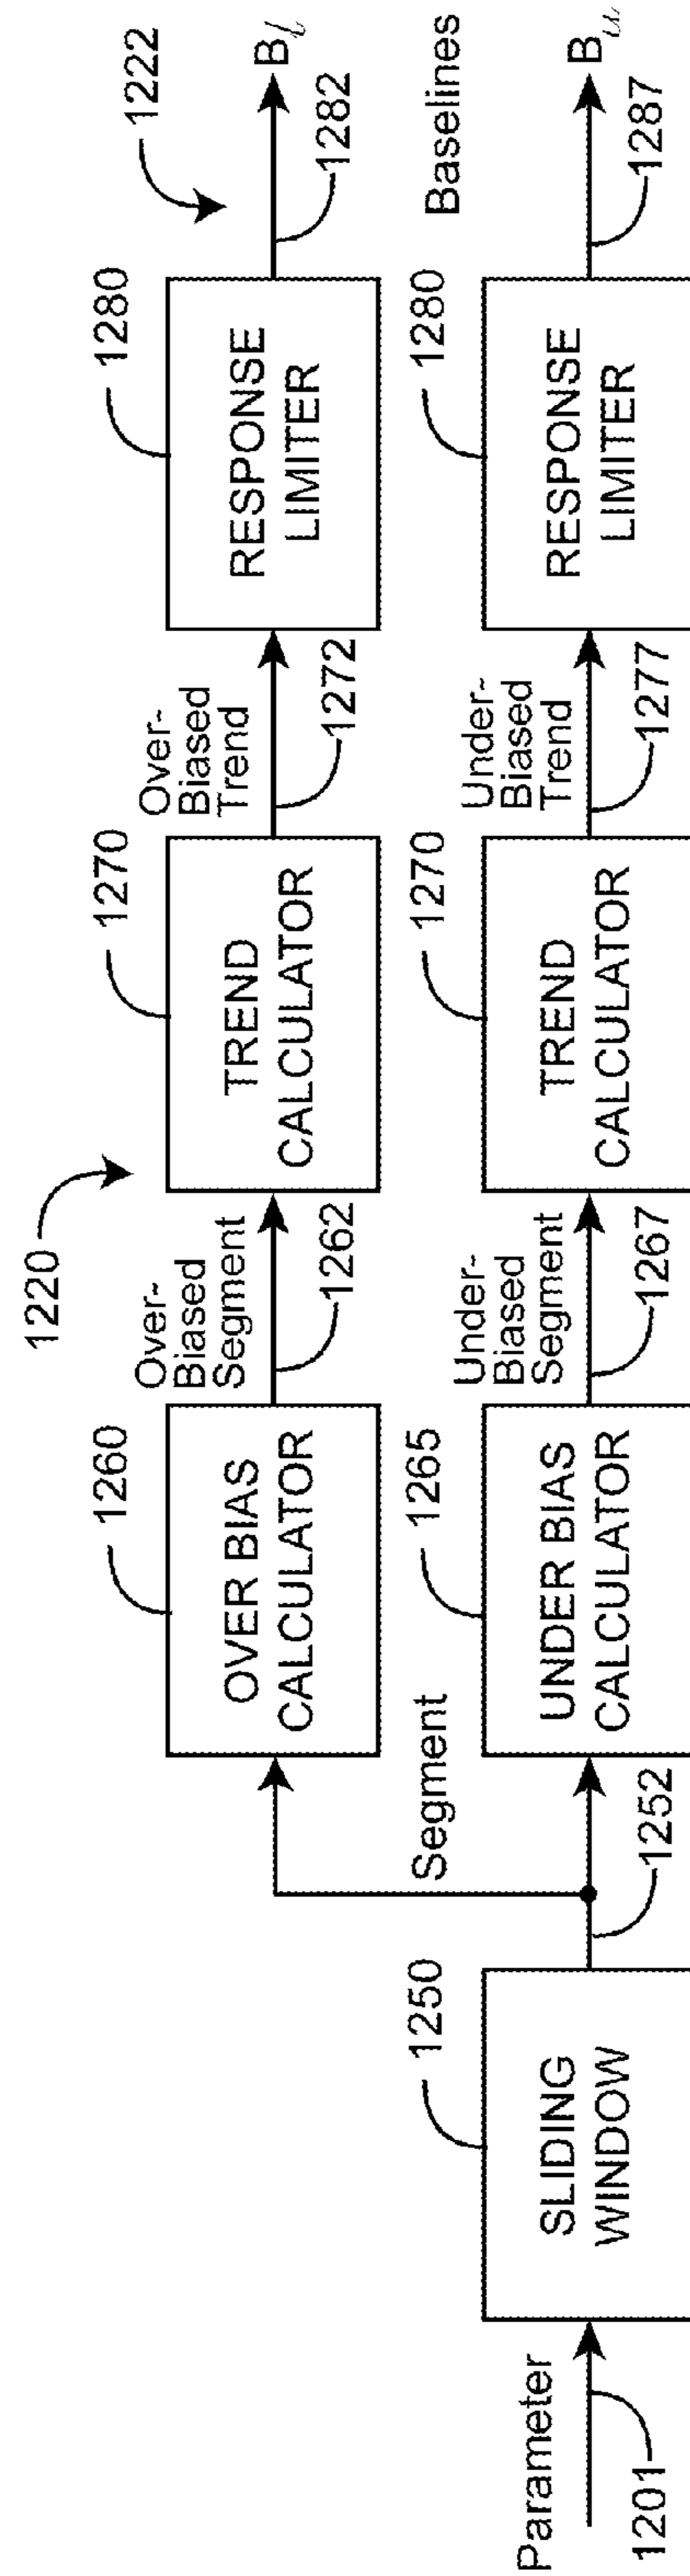 1220
1222
1260
1270
1280
OVER BIAS
CALCULATOR
Over-
Biased
Segment
1262
TREND
CALCULATOR
Over-
Biased
Trend
1272
RESPONSE
LIMITER
1282
Bl
Segment
Baselines
1250
1265
1270
1280
Parameter
1201
SLIDING
WINDOW
1252
UNDER BIAS
CALCULATOR
Under-
Biased
Segment
1267
TREND
CALCULATOR
Under-
Biased
Trend
1277
RESPONSE
LIMITER
1287
Bu